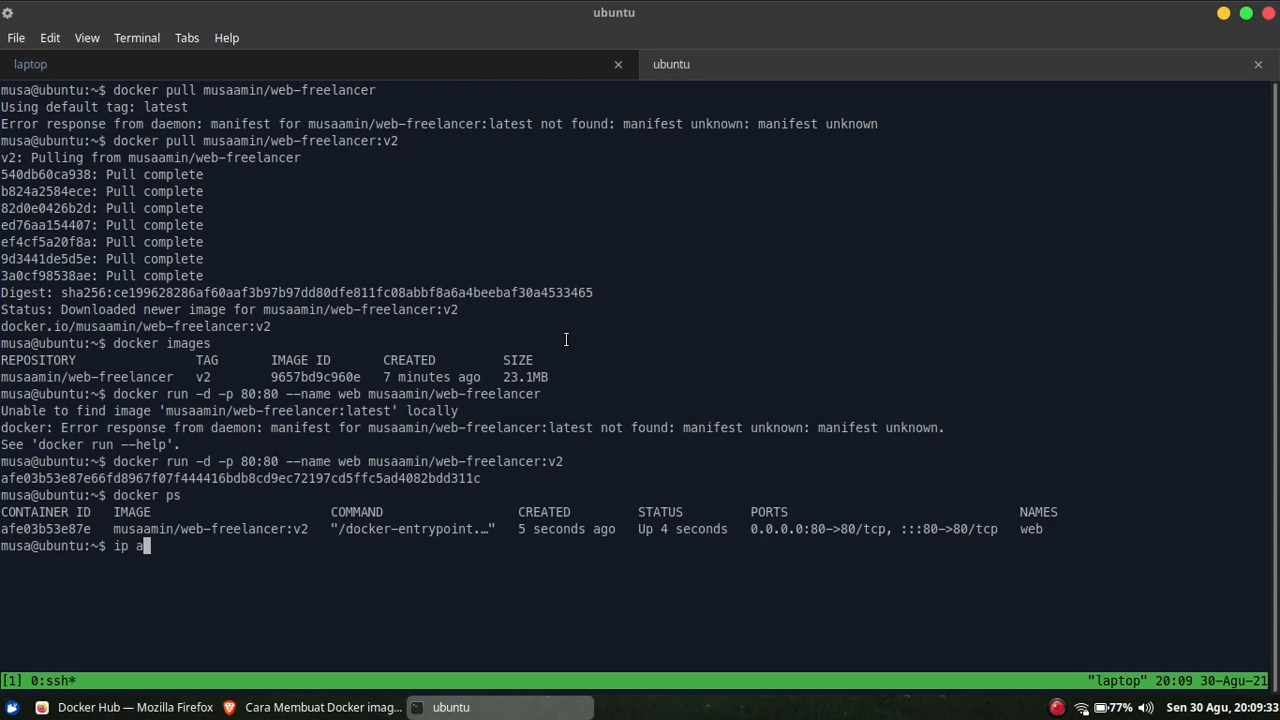 ubuntu
File Edit View Terminal Tabs Help
laptop ubuntu
musa@ubuntu:~$ docker pull musaamin/web-freelancer
Using default tag: latest
Error response from daemon: manifest for musaamin/web-freelancer:latest not found: manifest unknown: manifest unknown
musa@ubuntu:~$ docker pull musaamin/web-freelancer:v2
v2: Pulling from musaamin/web-freelancer
540db60ca938: Pull complete
b824a2584ece: Pull complete
82d0e0426b2d: Pull complete
ed76aa154407: Pull complete
ef4cf5a20f8a: Pull complete
9d3441de5d5e: Pull complete
3a0cf98538ae: Pull complete
Digest: sha256:ce199628286af60aaf3b97b97dd80dfe811fc08abbf8a6a4beebaf30a4533465
Status: Downloaded newer image for musaamin/web-freelancer:v2
docker.io/musaamin/web-freelancer:v2
musa@ubuntu:~$ docker images
REPOSITORY TAG IMAGE ID CREATED SIZE
musaamin/web-freelancer v2 9657bd9c960e 7 minutes ago 23.1MB
musa@ubuntu:~$ docker run -d -p 80:80 --name web musaamin/web-freelancer
Unable to find image 'musaamin/web-freelancer:latest' locally
docker: Error response from daemon: manifest for musaamin/web-freelancer:latest not found: manifest unknown: manifest unknown.
See 'docker run --help'.
musa@ubuntu:~$ docker run -d -p 80:80 --name web musaamin/web-freelancer:v2
afe03b53e87e66fd8967f07f444416bdb8cd9ec72197cd5ffc5ad4082bdd311c
musa@ubuntu:~$ docker ps
CONTAINER ID IMAGE COMMAND CREATED STATUS PORTS NAMES
afe03b53e87e musaamin/web-freelancer:v2 "/docker-entrypoint.…" 5 seconds ago Up 4 seconds 0.0.0.0:80->80/tcp, :::80->80/tcp web
musa@ubuntu:~$ ip a
[1] 0:ssh* "laptop" 20:09 30-Agu-21
Docker Hub — Mozilla Firefox Cara Membuat Docker imag... ubuntu 77% Sen 30 Agu, 20:09:33